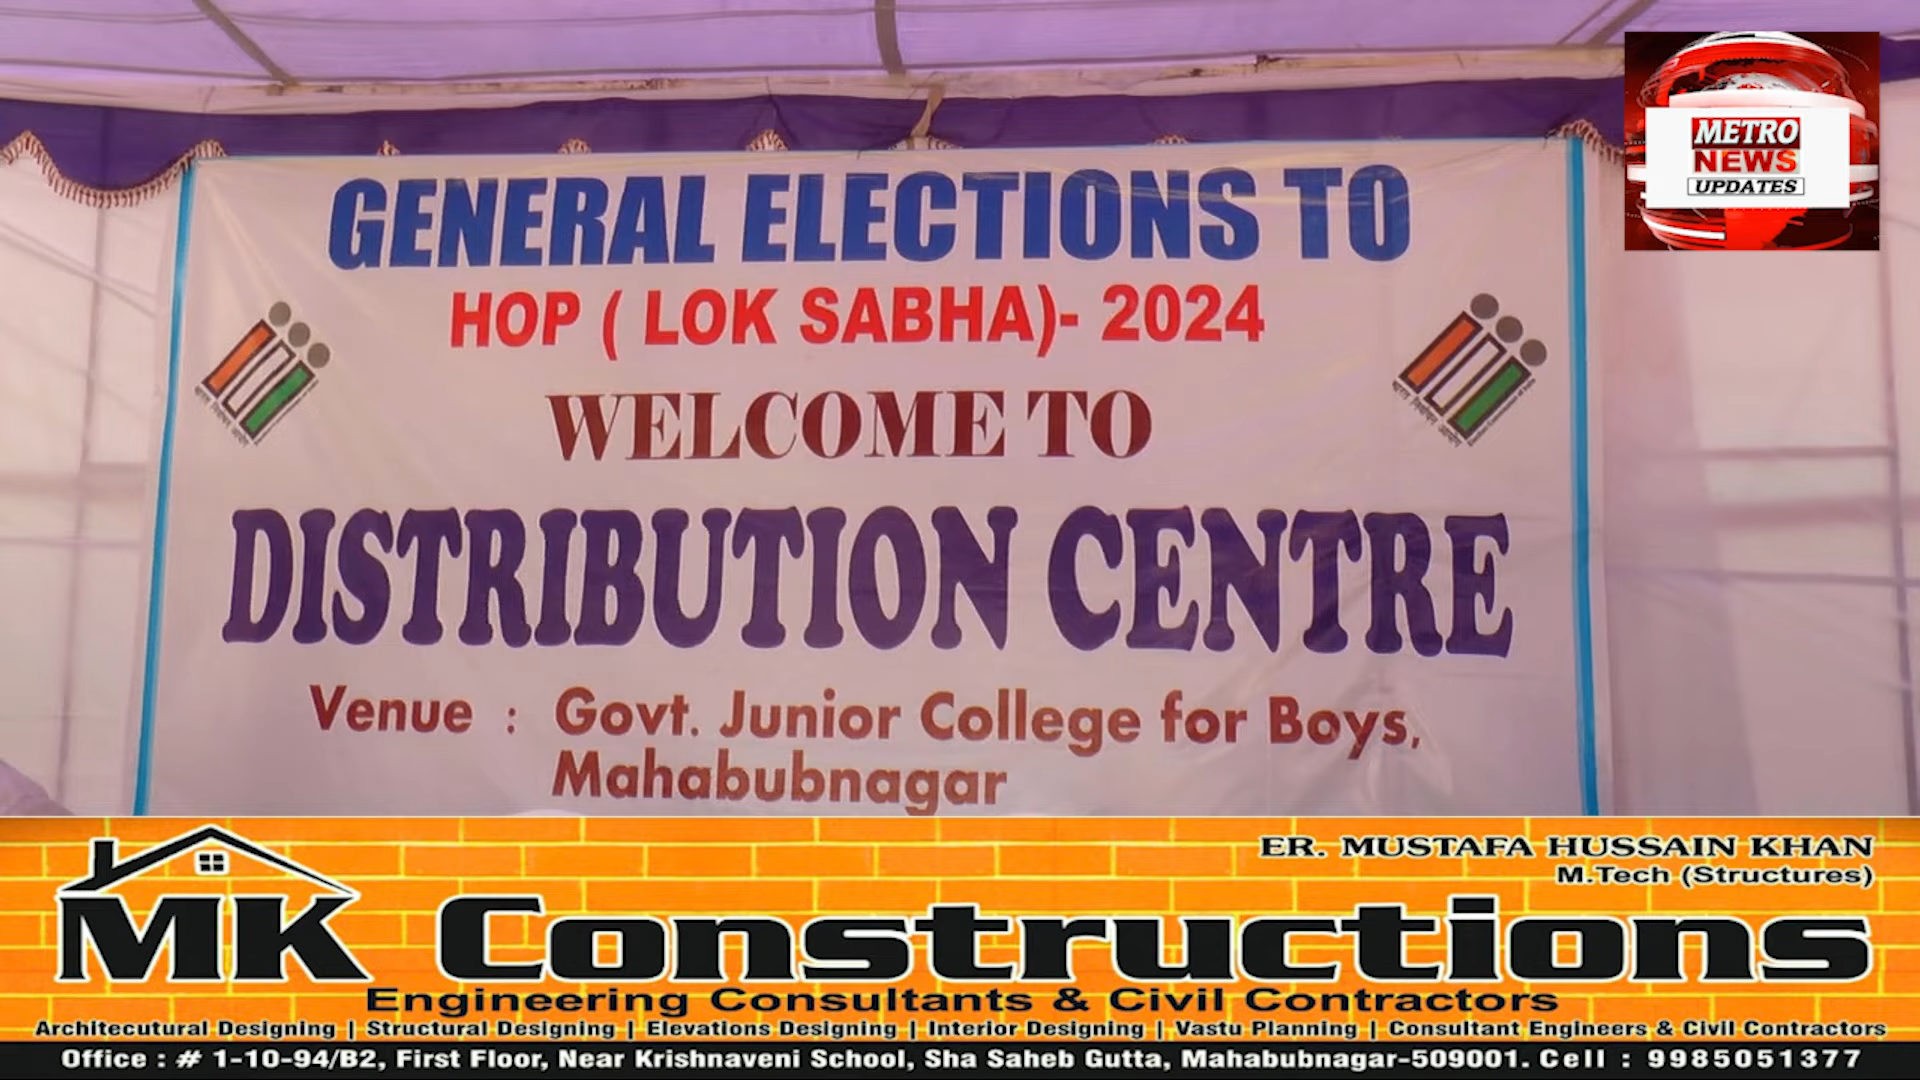 METRO
NEWS
UPDATES
GENERAL ELECTIONS TO
HOP ( LOK SABHA)- 2024
WELCOME TO
DISTRIBUTION CENTRE
Venue : Govt. Junior College for Boys,
Mahabubnagar
ER. MUSTAFA HUSSAIN KHAN
M.Tech (Structures)
MK Constructions
Engineering Consultants & Civil Contractors
Architecutural Designing | Structural Designing | Elevations Designing | Interior Designing | Vastu Planning | Consultant Engineers & Civil Contractors
Office : # 1-10-94/B2, First Floor, Near Krishnaveni School, Sha Saheb Gutta, Mahabubnagar-509001. Cell : 9985051377